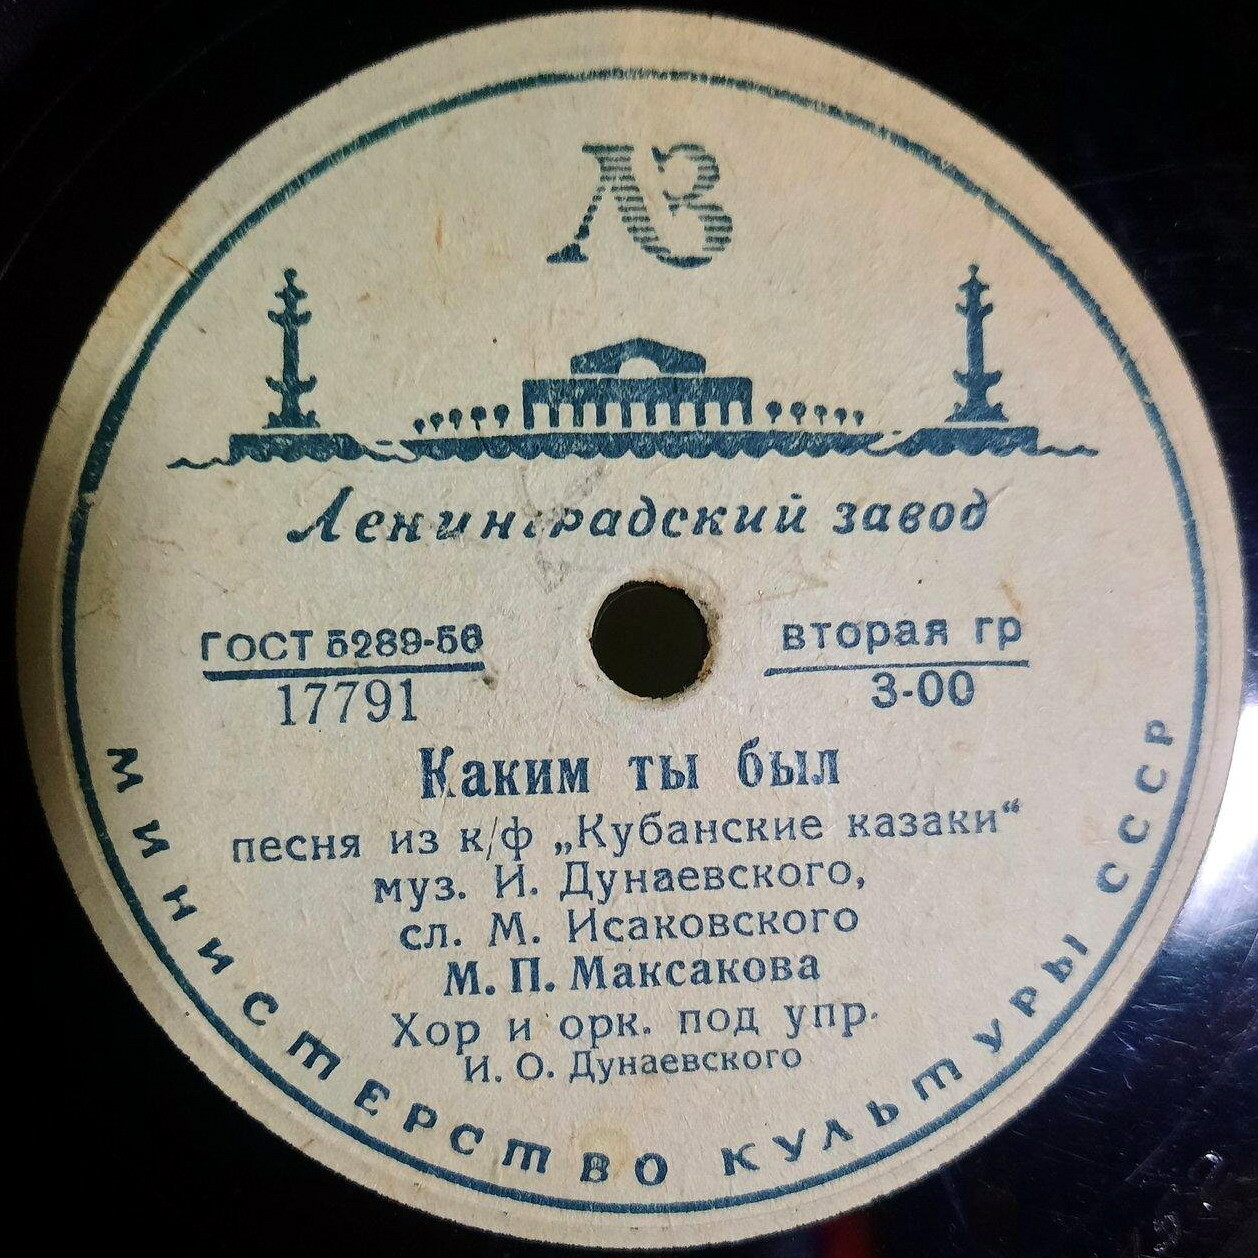 ЛЗ
Ленинградский завод
ГОСТ 5289-56
17791
вторая гр
3-00
Каким ты был
песня из к/ф „Кубанские казаки“
муз. И. Дунаевского,
сл. М. Исаковского
М. П. Максакова
Хор и орк. под упр.
И. О. Дунаевского
МИНИСТЕРСТВО КУЛЬТУРЫ СССР